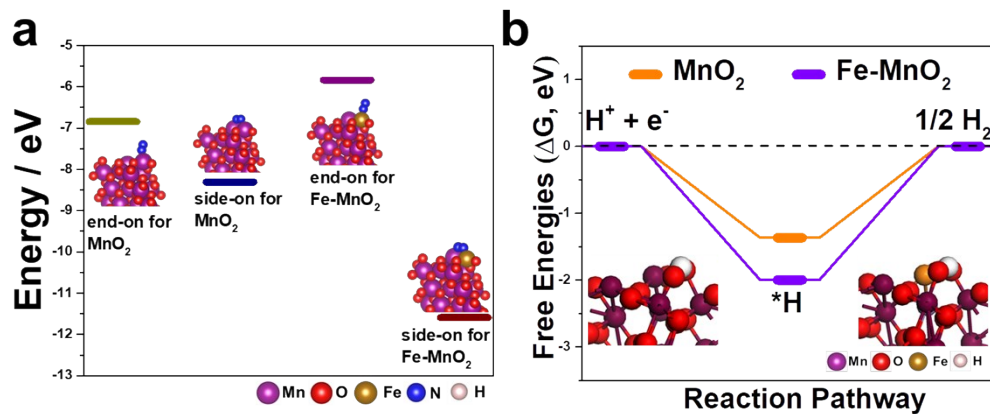 a
Energy / eV
-5
-6
-7
-8
-9
-10
-11
-12
-13
end-on for
MnO₂
side-on for
MnO₂
end-on for
Fe-MnO₂
side-on for
Fe-MnO₂
Mn O Fe N H
b
Free Energies (ΔG, eV)
1
0
-1
-2
-3
MnO₂ Fe-MnO₂
H⁺ + e⁻
1/2 H₂
*H
Mn O Fe H
Reaction Pathway